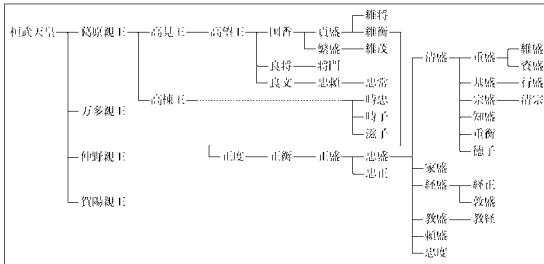 桓武天皇 葛原親王 高見王 高望王 国香 貞盛 維将
維衡
繁盛 維茂
良将 将門
良文 忠頼 忠常
高棟王 時忠
時子
滋子
万多親王
仲野親王
賀陽親王
正度 正衡 正盛 忠盛
忠正
清盛 重盛 維盛
資盛
基盛 行盛
宗盛 清宗
知盛
重衡
徳子
家盛
経盛 経正
敦盛
教盛 教経
頼盛
忠度